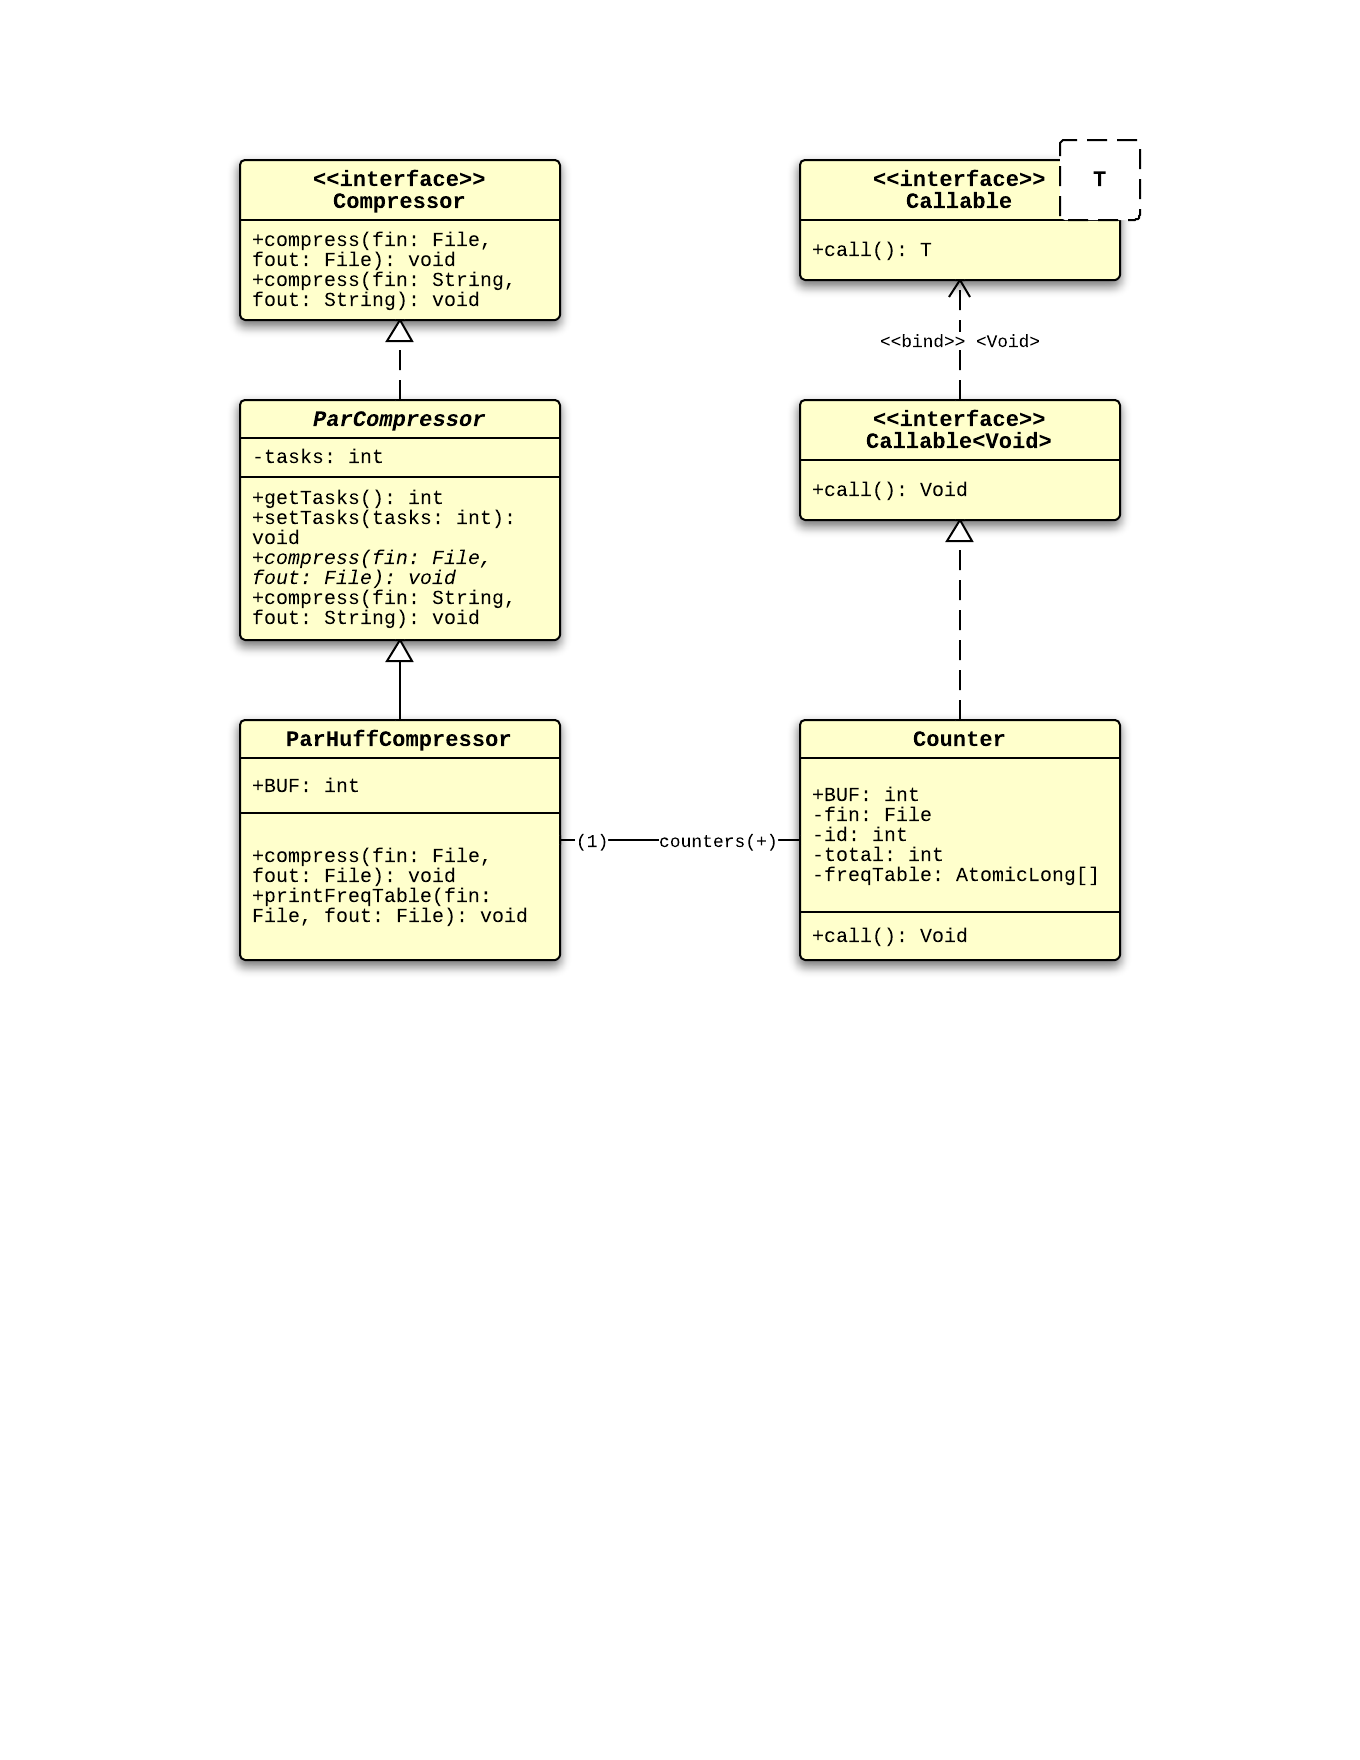 <<interface>>
Compressor
+compress(fin: File,
fout: File): void
+compress(fin: String,
fout: String): void
<<interface>>
Callable
T
+call(): T
<<bind>> <Void>
ParCompressor
-tasks: int
+getTasks(): int
+setTasks(tasks: int):
void
+compress(fin: File,
fout: File): void
+compress(fin: String,
fout: String): void
<<interface>>
Callable<Void>
+call(): Void
ParHuffCompressor
+BUF: int
+compress(fin: File,
fout: File): void
+printFreqTable(fin:
File, fout: File): void
(1)
counters(+)
Counter
+BUF: int
-fin: File
-id: int
-total: int
-freqTable: AtomicLong[]
+call(): Void